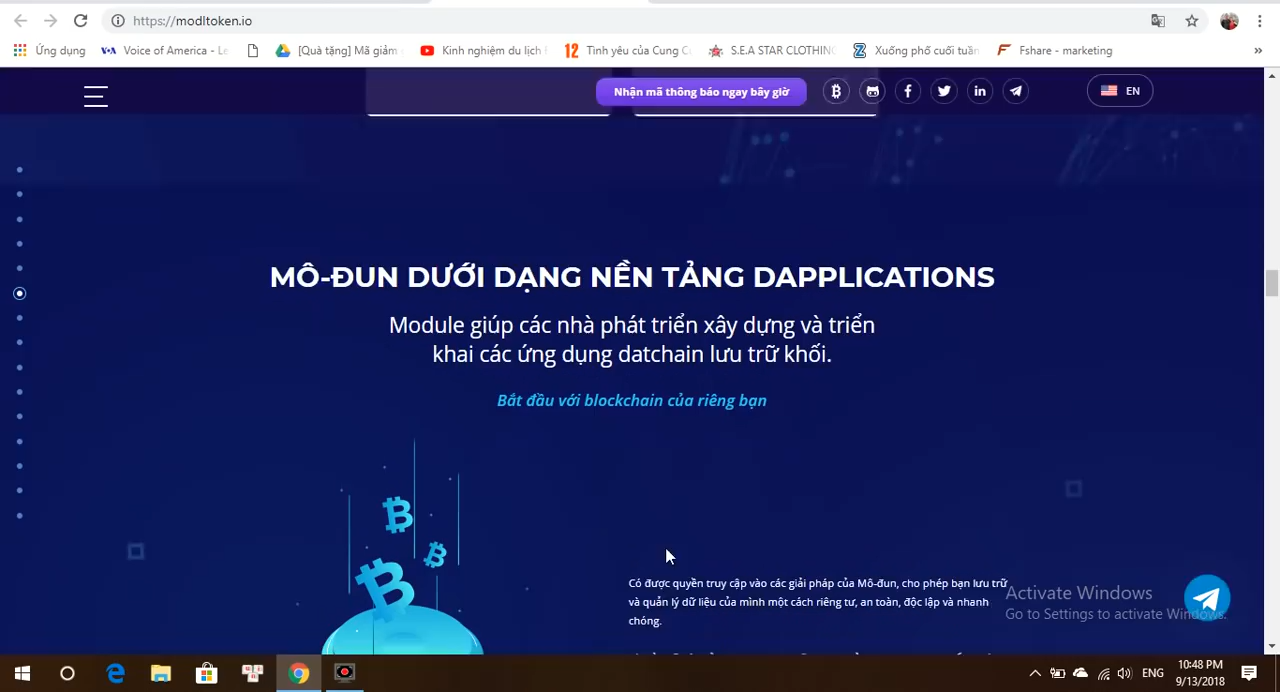 https://modltoken.io
Ứng dụng
Voice of America - Le
[Quà tặng] Mã giảm
Kinh nghiệm du lịch
Tình yêu của Cung C
S.E.A STAR CLOTHING
Xuống phố cuối tuần
Fshare - marketing
»
Nhận mã thông báo ngay bây giờ
EN
MÔ-ĐUN DƯỚI DẠNG NỀN TẢNG DAPPLICATIONS
Module giúp các nhà phát triển xây dựng và triển
khai các ứng dụng datchain lưu trữ khối.
Bắt đầu với blockchain của riêng bạn
Có được quyền truy cập vào các giải pháp của Mô-đun, cho phép bạn lưu trữ
và quản lý dữ liệu của mình một cách riêng tư, an toàn, độc lập và nhanh
chóng.
Activate Windows
Go to Settings to activate Windows.
ENG
10:48 PM
9/13/2018